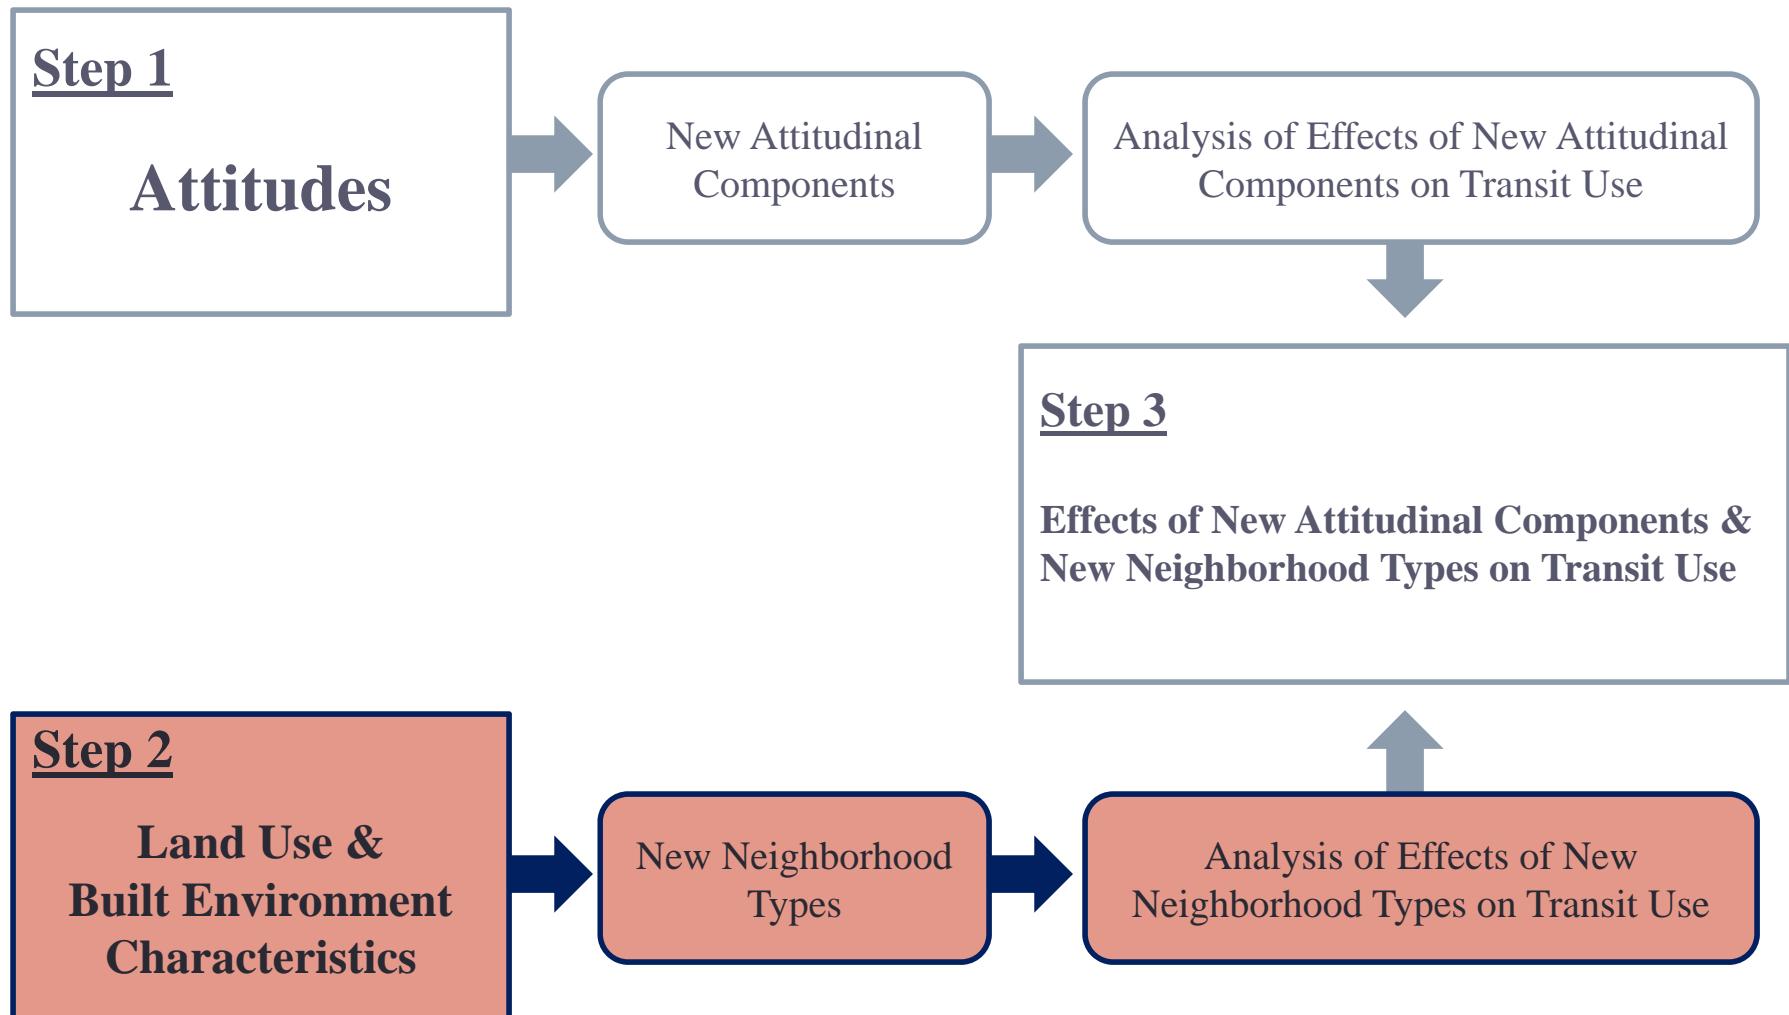 Step 1
Attitudes
New Attitudinal
Components
Analysis of Effects of New Attitudinal
Components on Transit Use
Step 3
Effects of New Attitudinal Components &
New Neighborhood Types on Transit Use
Step 2
Land Use &
Built Environment
Characteristics
New Neighborhood
Types
Analysis of Effects of New
Neighborhood Types on Transit Use